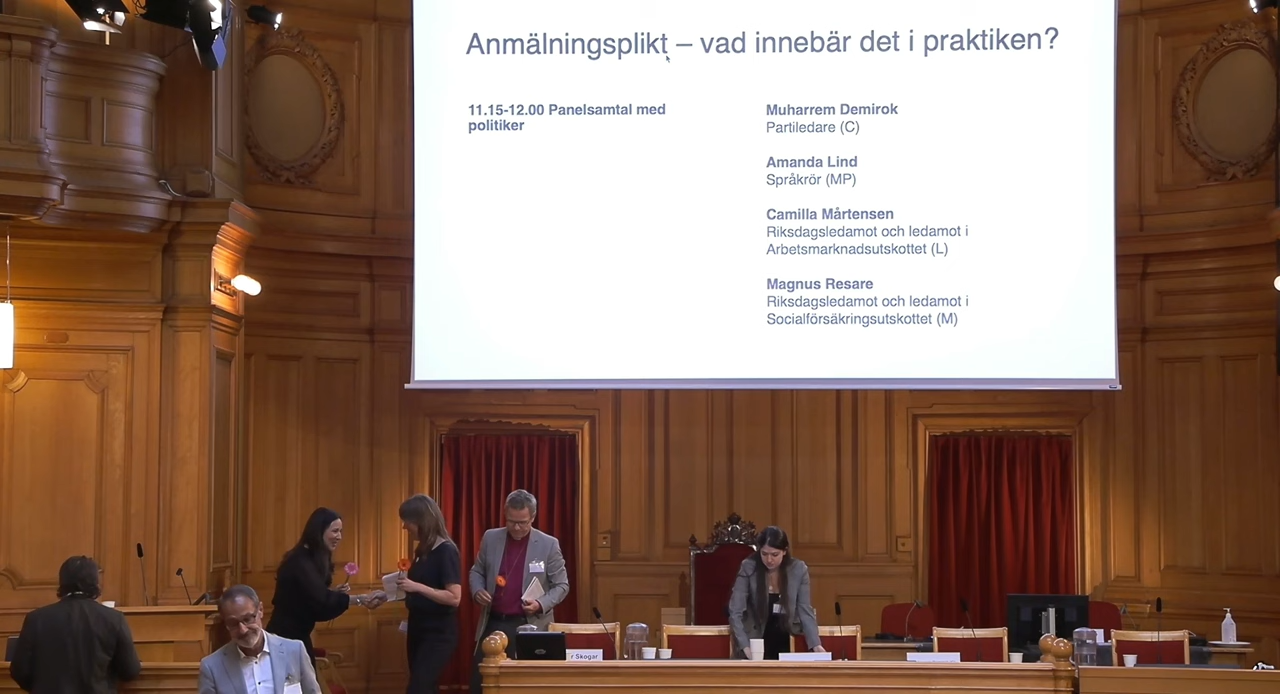 Anmälningsplikt – vad innebär det i praktiken?
11.15-12.00 Panelsamtal med
politiker
Muharrem Demirok
Partiledare (C)
Amanda Lind
Språkrör (MP)
Camilla Mårtensen
Riksdagsledamot och ledamot i
Arbetsmarknadsutskottet (L)
Magnus Resare
Riksdagsledamot och ledamot i
Socialförsäkringsutskottet (M)
Skogar